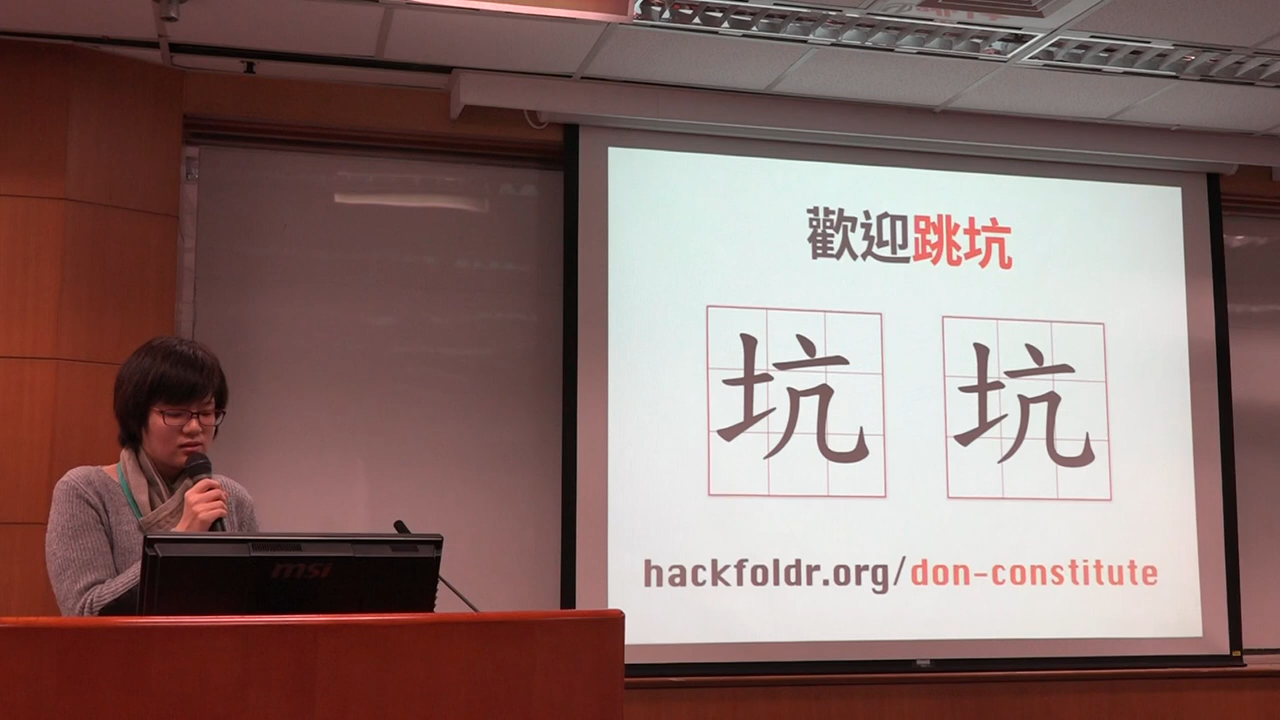 歡迎跳坑
坑 坑
hackfoldr.org/don-constitute
msi